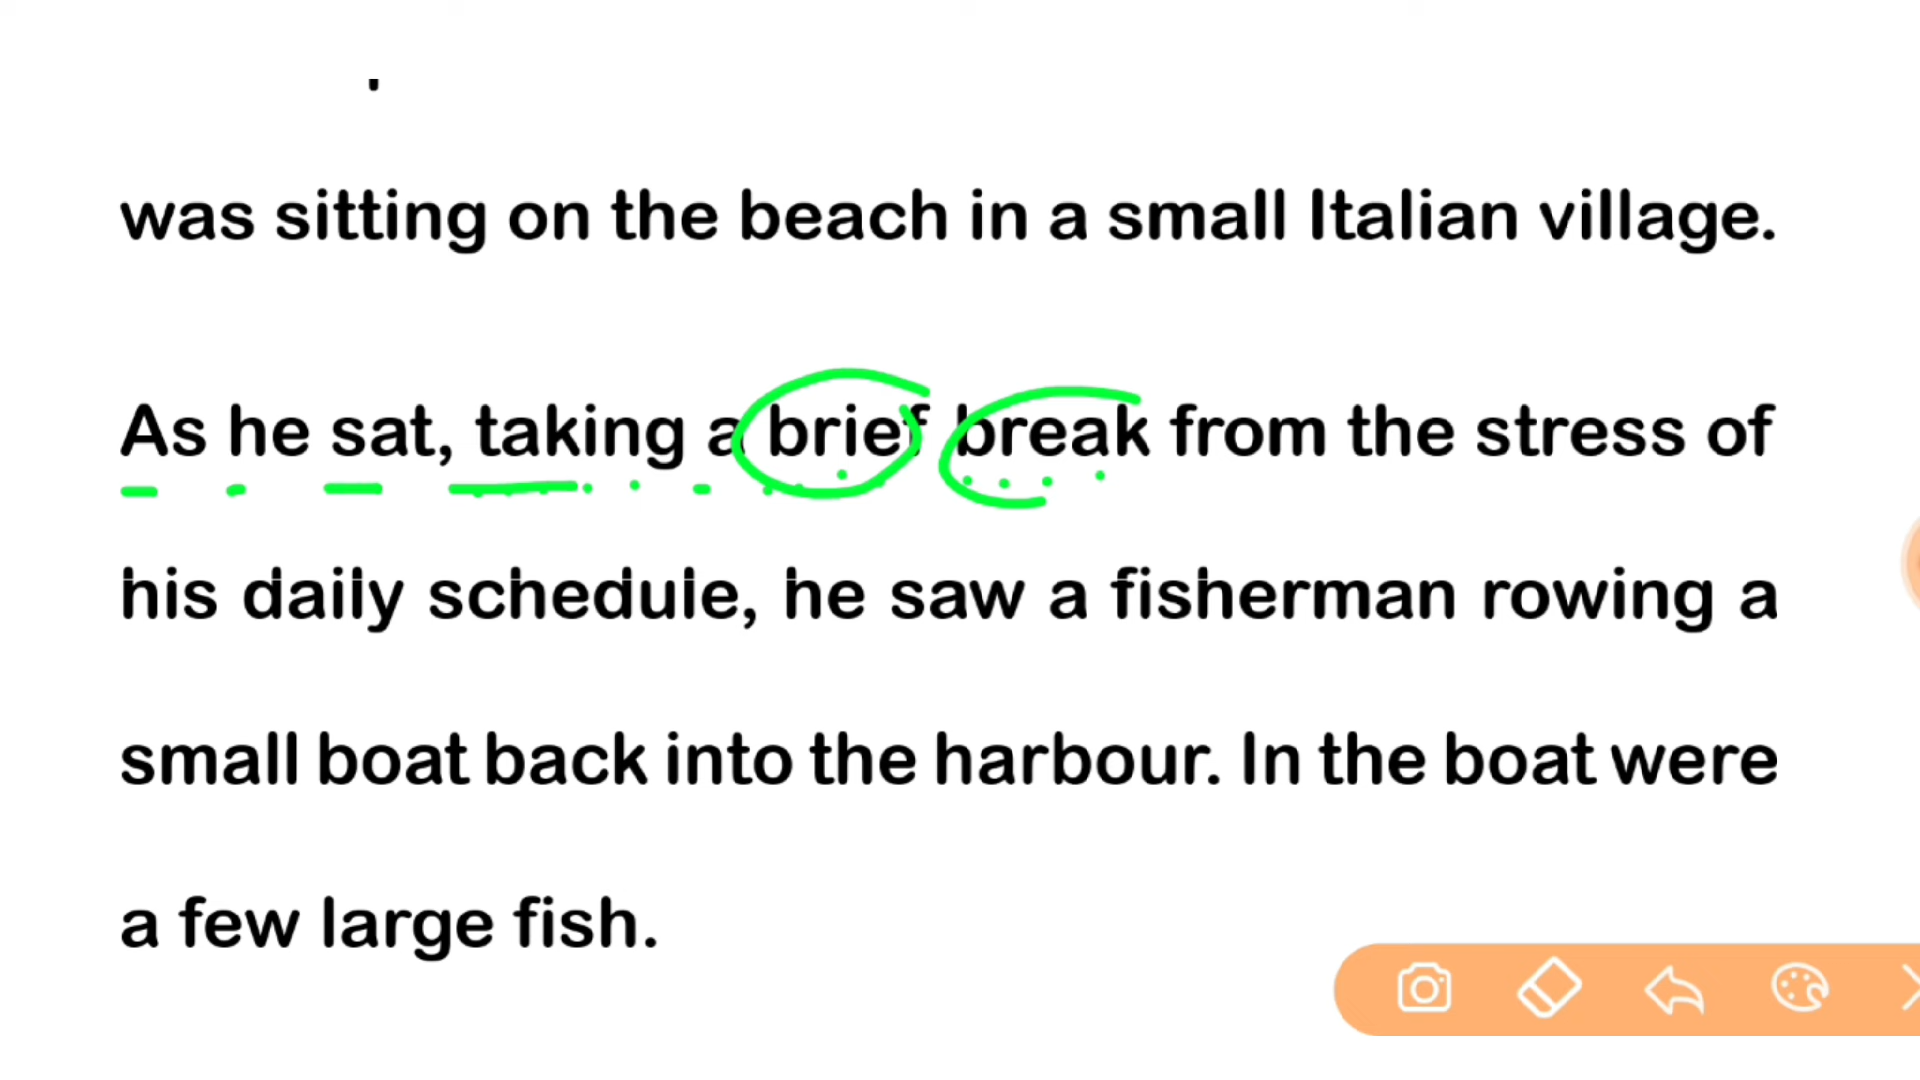 was sitting on the beach in a small Italian village.
As he sat, taking a brief break from the stress of
his daily schedule, he saw a fisherman rowing a
small boat back into the harbour. In the boat were
a few large fish.